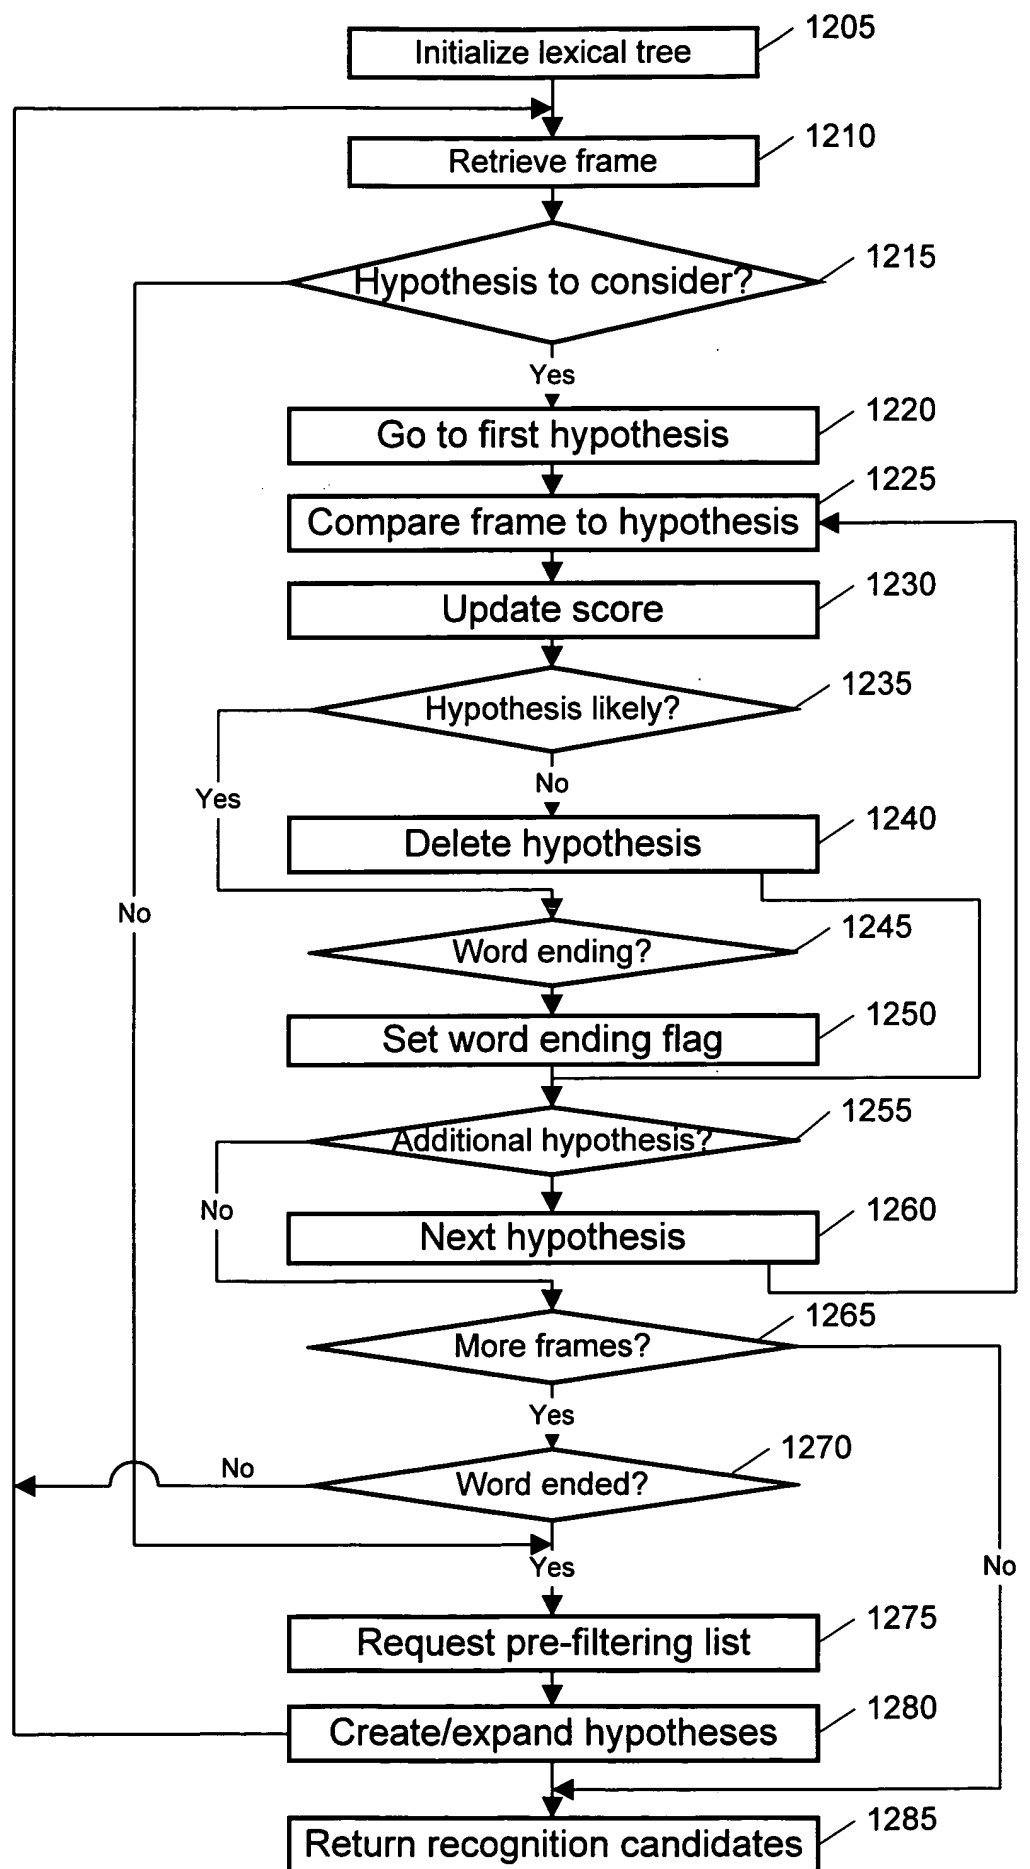 1205
Initialize lexical tree
1210
Retrieve frame
1215
Hypothesis to consider?
Yes
1220
Go to first hypothesis
1225
Compare frame to hypothesis
1230
Update score
1235
Hypothesis likely?
No
Yes
1240
Delete hypothesis
No
1245
Word ending?
1250
Set word ending flag
1255
Additional hypothesis?
No
1260
Next hypothesis
1265
More frames?
Yes
1270
No
Word ended?
Yes
No
1275
Request pre-filtering list
1280
Create/expand hypotheses
1285
Return recognition candidates